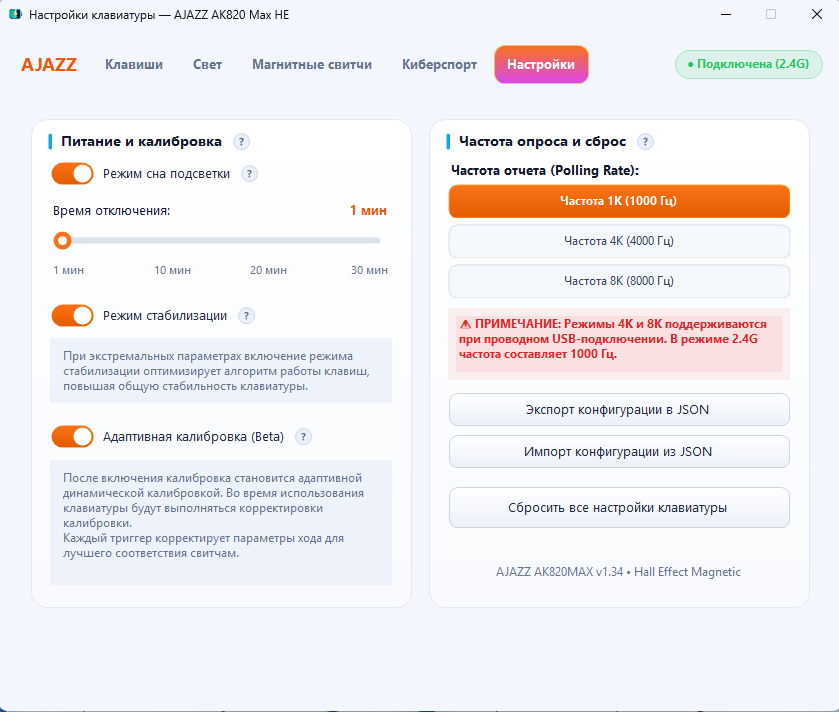 Настройки клавиатуры — AJAZZ AK820 Max HE
AJAZZ
Клавиши
Свет
Магнитные свитчи
Киберспорт
Настройки
● Подключена (2.4G)
Питание и калибровка ?
Режим сна подсветки ?
Время отключения: 1 мин
1 мин 10 мин 20 мин 30 мин
Режим стабилизации ?
При экстремальных параметрах включение режима
стабилизации оптимизирует алгоритм работы клавиш,
повышая общую стабильность клавиатуры.
Адаптивная калибровка (Beta) ?
После включения калибровка становится адаптивной
динамической калибровкой. Во время использования
клавиатуры будут выполняться корректировки
калибровки.
Каждый триггер корректирует параметры хода для
лучшего соответствия свитчам.
Частота опроса и сброс ?
Частота отчета (Polling Rate):
Частота 1K (1000 Гц)
Частота 4K (4000 Гц)
Частота 8K (8000 Гц)
⚠ ПРИМЕЧАНИЕ: Режимы 4K и 8K поддерживаются
при проводном USB-подключении. В режиме 2.4G
частота составляет 1000 Гц.
Экспорт конфигурации в JSON
Импорт конфигурации из JSON
Сбросить все настройки клавиатуры
AJAZZ AK820MAX v1.34 • Hall Effect Magnetic